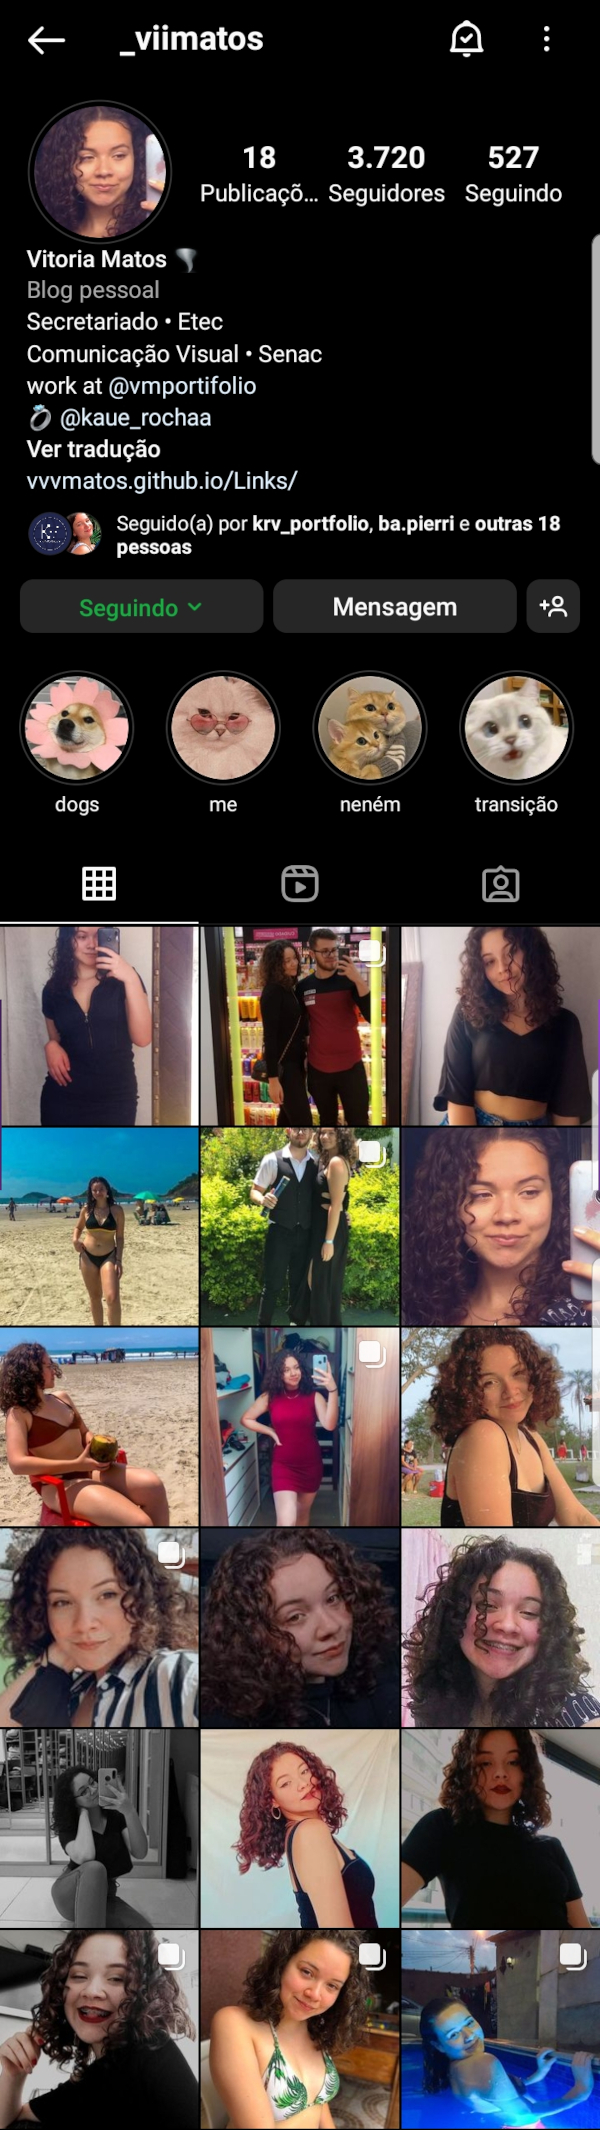 _viimatos
18 3.720 527
Publicaçõ... Seguidores Seguindo
Vitoria Matos
Blog pessoal
Secretariado • Etec
Comunicação Visual • Senac
work at @vmportifolio
@kaue_rochaa
Ver tradução
vvvmatos.github.io/Links/
Seguido(a) por krv_portfolio, ba.pierri e outras 18
pessoas
Seguindo Mensagem
dogs me neném transição